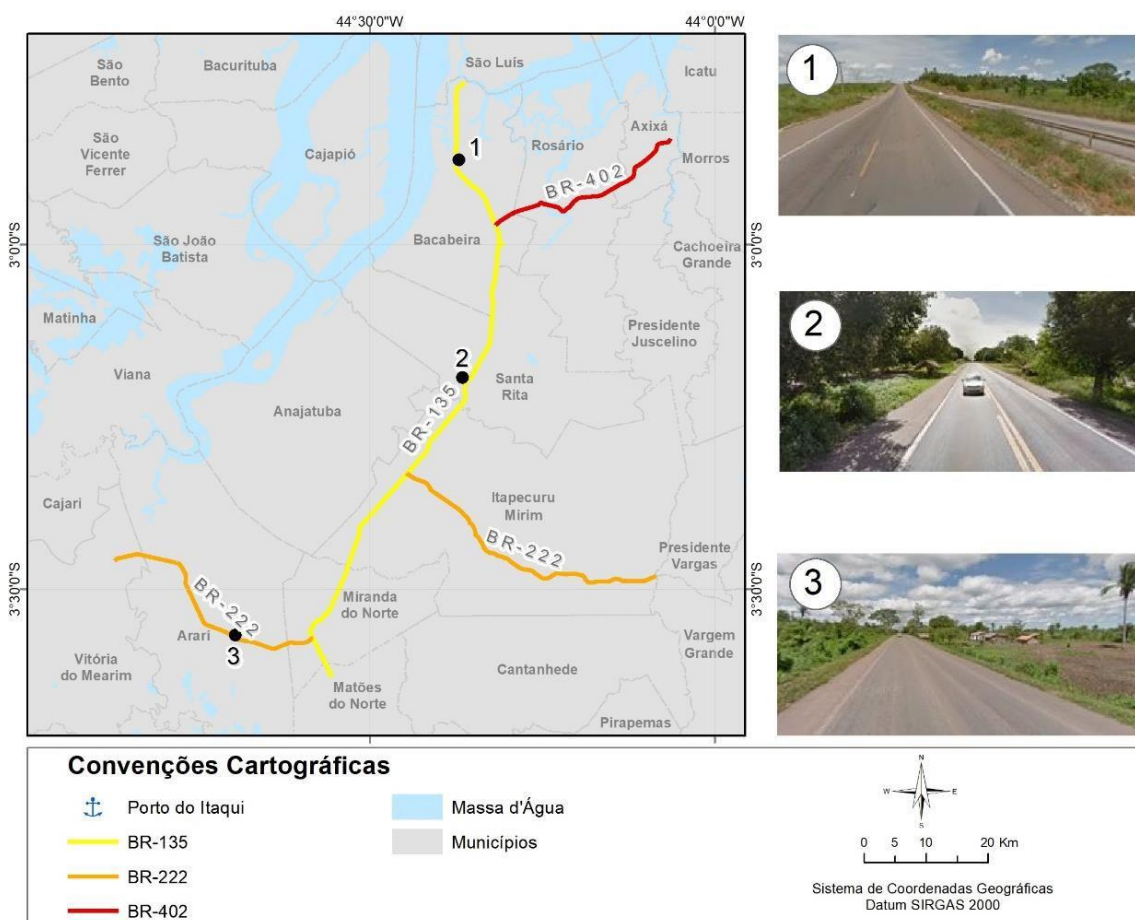 44°30'0"W
44°0'0"W
São Luís
São
Bento
Bacurituba
Icatu
1
São
Vicente
Ferrer
Cajapió
1
Rosário
Axixá
Morros
BR-402
São João
Batista
Bacabeira
3°0'0"S
3°0'0"S
Cachoeira
Grande
Matinha
Presidente
Juscelino
2
Viana
2
Santa
Rita
Anajatuba
BR-135
Cajari
Itapecuru
Mirim
BR-222
Presidente
Vargas
3°30'0"S
3°30'0"S
BR-222
Miranda
do Norte
3
Arari
3
Vitória
do Mearim
Vargem
Grande
Cantanhede
Matões
do Norte
Pirapemas
Convenções Cartográficas
Porto do Itaqui
BR-135
BR-222
BR-402
Massa d'Água
Municípios
N
W
E
S
0 5 10 20 Km
Sistema de Coordenadas Geográficas
Datum SIRGAS 2000